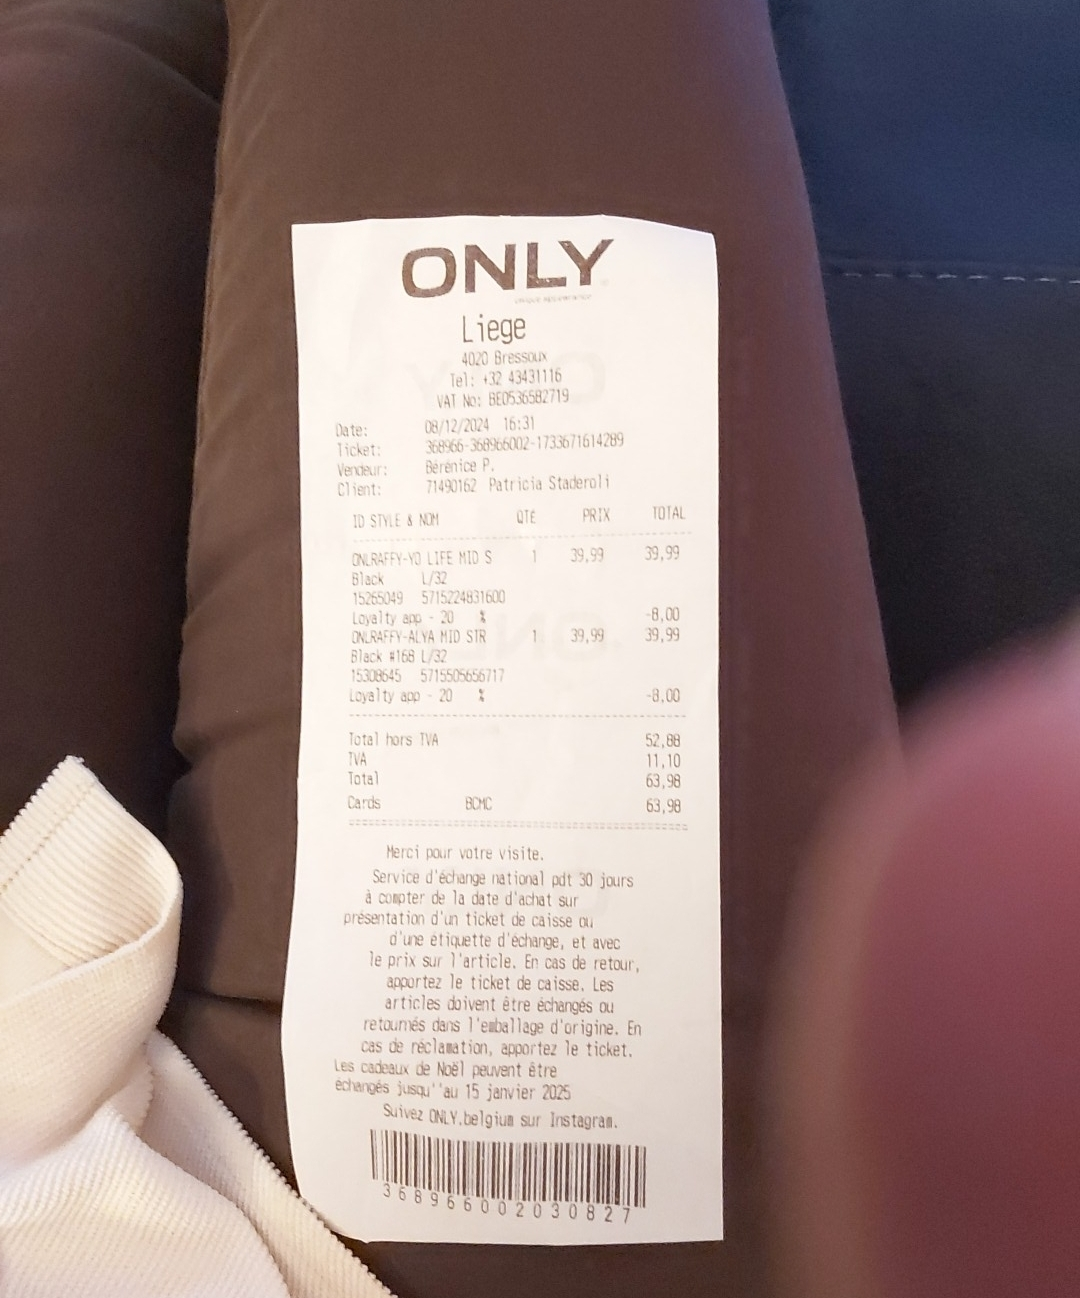 ONLY
Liege
4020 Bressoux
Tel: +32 43431116
VAT No: BE0536582719
Date: 08/12/2024 16:31
Ticket: 368966-368966002-1733671614289
Vendeur: Bérénice P.
Client: 71490162 Patricia Staderoli
ID STYLE & NOM QTÉ PRIX TOTAL
ONLRAFFY-YO LIFE MID S 1 39,99 39,99
Black L/32
15265049 5715224831600
Loyalty app - 20 % -8,00
ONLRAFFY-ALYA MID STR 1 39,99 39,99
Black #168 L/32
15308645 5715505656717
Loyalty app - 20 % -8,00
Total hors TVA 52,88
TVA 11,10
Total 63,98
Cards BCMC 63,98
Merci pour votre visite.
Service d'échange national pdt 30 jours
à compter de la date d'achat sur
présentation d'un ticket de caisse ou
d'une étiquette d'échange, et avec
le prix sur l'article. En cas de retour,
apportez le ticket de caisse. Les
articles doivent être échangés ou
retournés dans l'emballage d'origine. En
cas de réclamation, apportez le ticket.
Les cadeaux de Noël peuvent être
échangés jusqu''au 15 janvier 2025
Suivez ONLY.belgium sur Instagram.
368966002030827